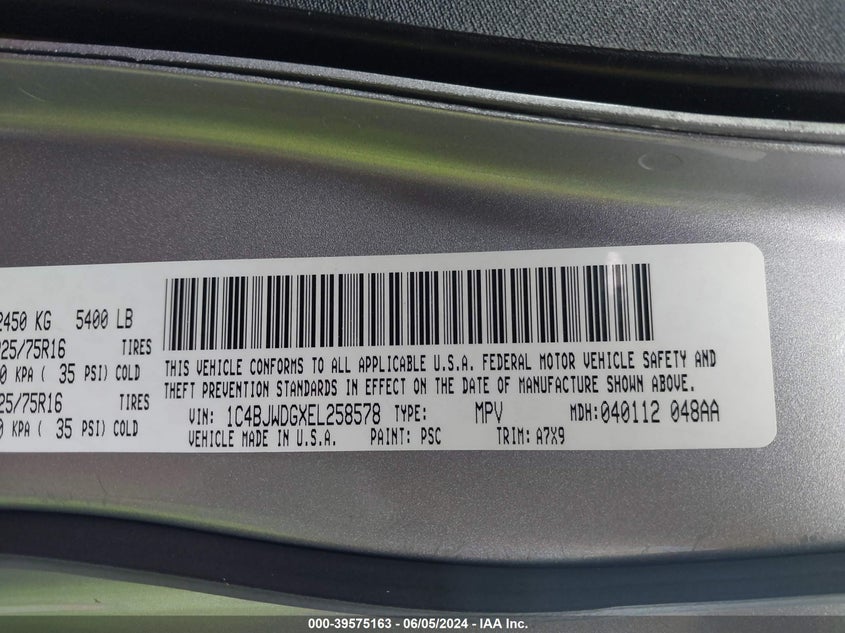 2450 KG 5400 LB
25/75R16 TIRES
0 KPA ( 35 PSI) COLD
25/75R16 TIRES
0 KPA ( 35 PSI) COLD
THIS VEHICLE CONFORMS TO ALL APPLICABLE U.S.A. FEDERAL MOTOR VEHICLE SAFETY AND
THEFT PREVENTION STANDARDS IN EFFECT ON THE DATE OF MANUFACTURE SHOWN ABOVE.
VIN: 1C4BJWDGXEL258578 TYPE: MPV MDH:040112 048AA
VEHICLE MADE IN U.S.A. PAINT: PSC TRIM: A7X9
000-39575163 - 06/05/2024 - IAA Inc.